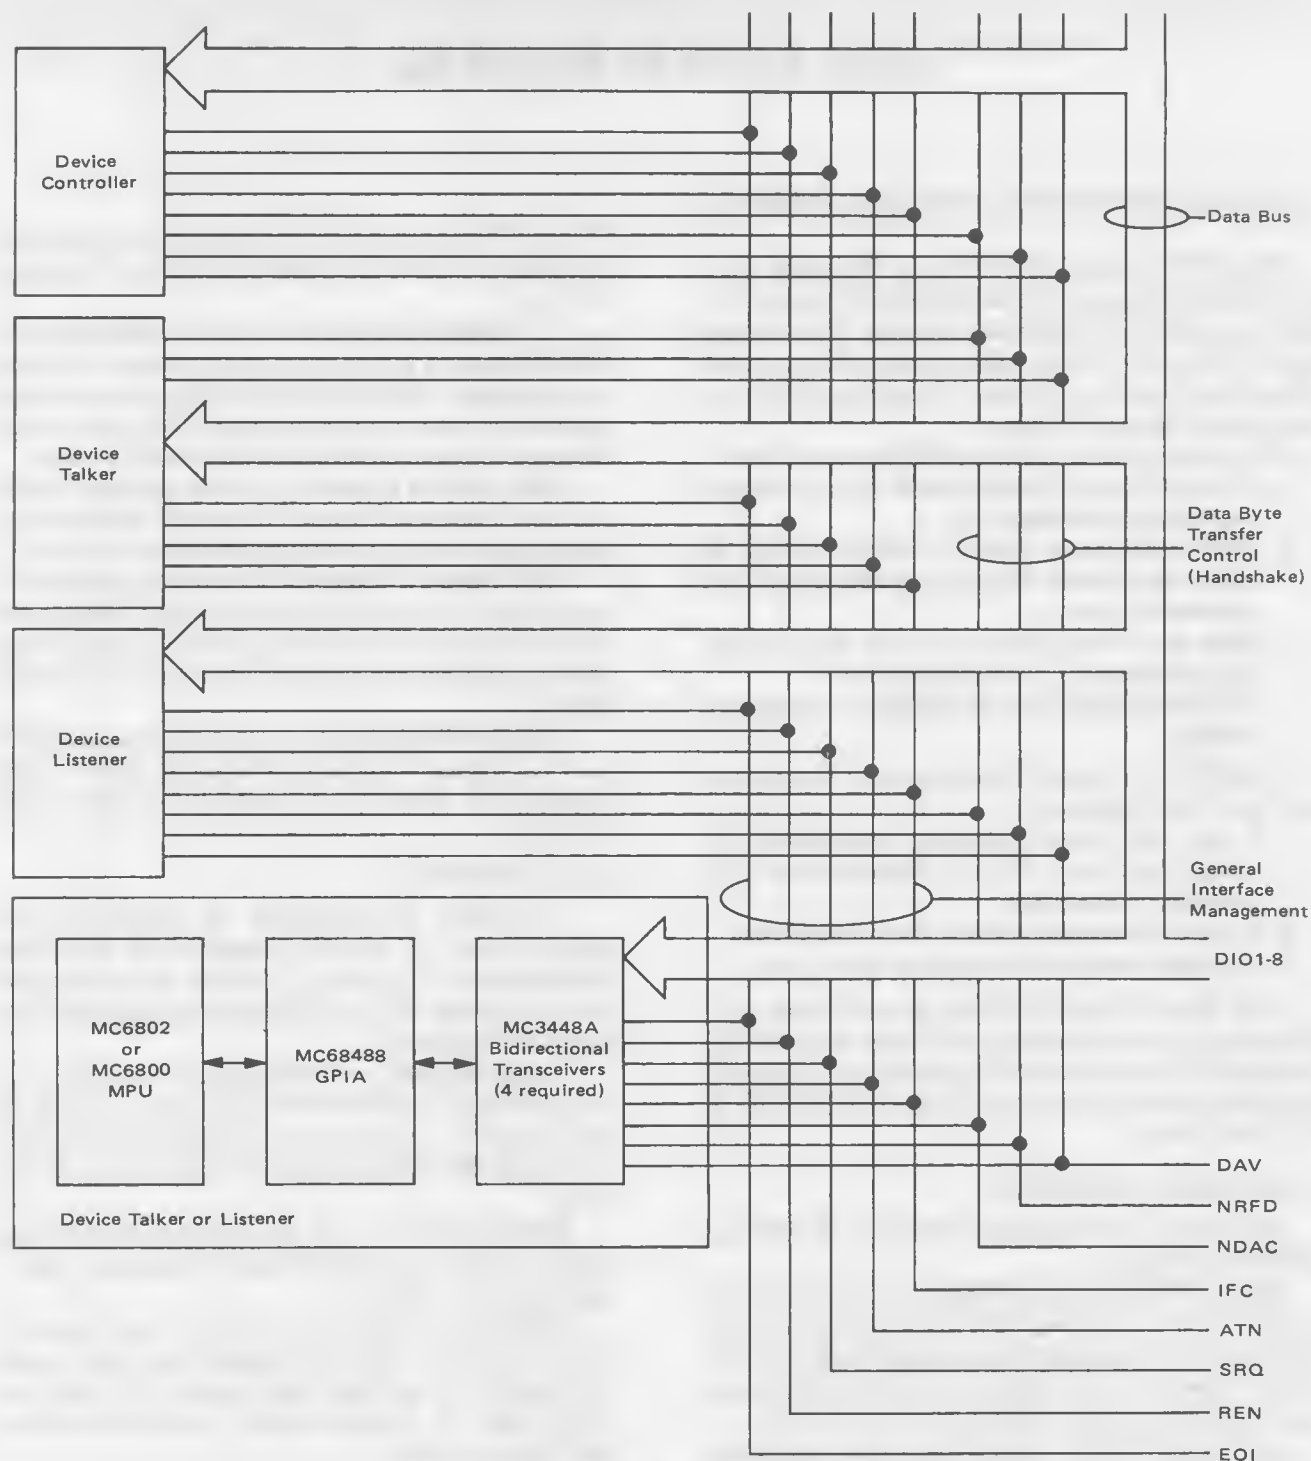 Device
Controller
Data Bus
Device
Talker
Data Byte
Transfer
Control
(Handshake)
Device
Listener
General
Interface
Management
DIO1-8
MC6802
or
MC6800
MPU
MC68488
GPIA
MC3448A
Bidirectional
Transceivers
(4 required)
Device Talker or Listener
DAV
NRFD
NDAC
IFC
ATN
SRQ
REN
EOI